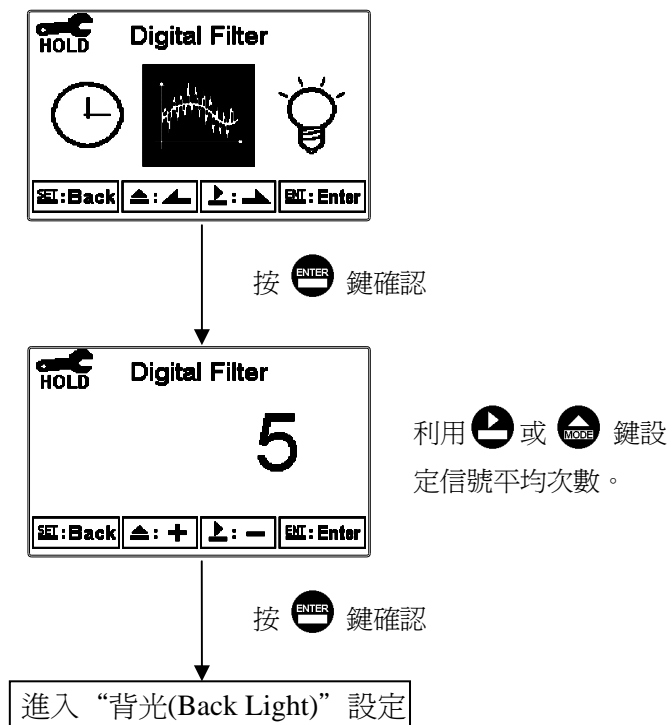 HOLD Digital Filter
SET:Back ▲: ◢ ▶: ◣ ENT:Enter
按 ENTER 鍵確認
HOLD Digital Filter
5
利用 或 MODE 鍵設
定信號平均次數。
SET:Back ▲: + ▶: − ENT:Enter
按 ENTER 鍵確認
進入“背光(Back Light)”設定